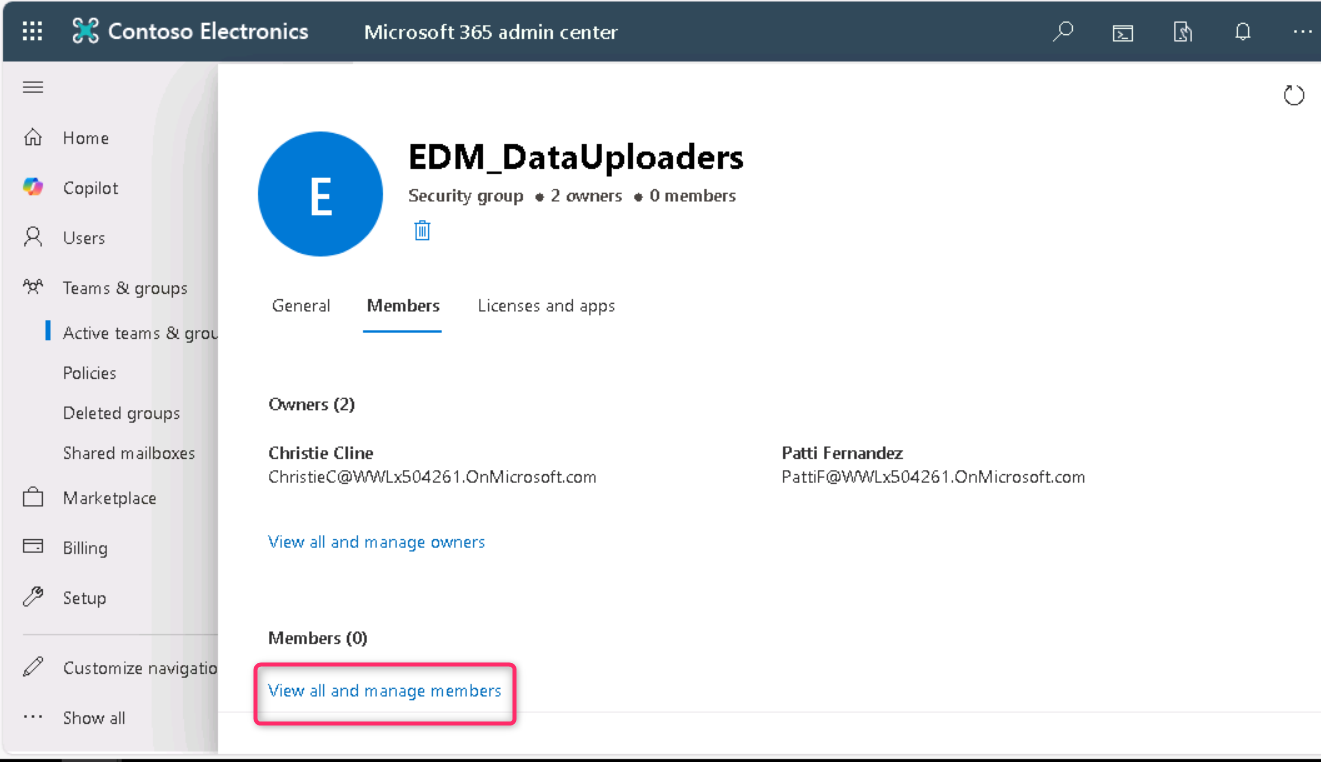 Contoso Electronics Microsoft 365 admin center
Home
Copilot
Users
Teams & groups
Active teams & grou
Policies
Deleted groups
Shared mailboxes
Marketplace
Billing
Setup
Customize navigatio
Show all
E
EDM_DataUploaders
Security group ● 2 owners ● 0 members
General Members Licenses and apps
Owners (2)
Christie Cline
ChristieC@WWLx504261.OnMicrosoft.com
Patti Fernandez
PattiF@WWLx504261.OnMicrosoft.com
View all and manage owners
Members (0)
View all and manage members